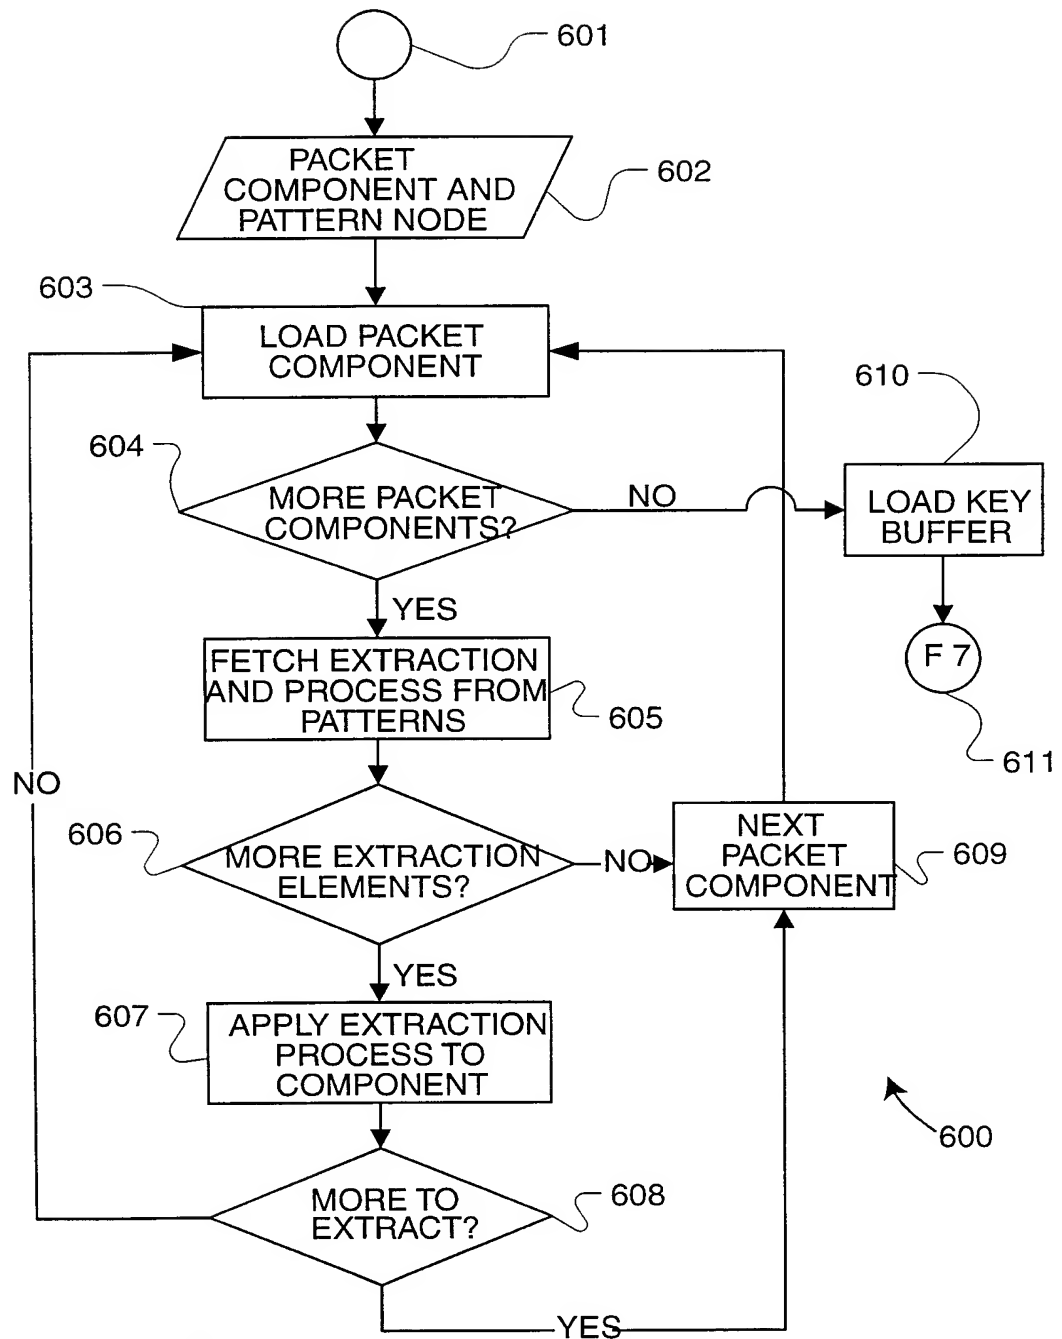 601
PACKET
COMPONENT AND
PATTERN NODE
602
603
LOAD PACKET
COMPONENT
610
604
MORE PACKET
COMPONENTS?
NO
LOAD KEY
BUFFER
YES
F 7
FETCH EXTRACTION
AND PROCESS FROM
PATTERNS
605
611
NO
606
MORE EXTRACTION
ELEMENTS?
NO
NEXT
PACKET
COMPONENT
609
YES
607
APPLY EXTRACTION
PROCESS TO
COMPONENT
600
MORE TO
EXTRACT?
608
YES